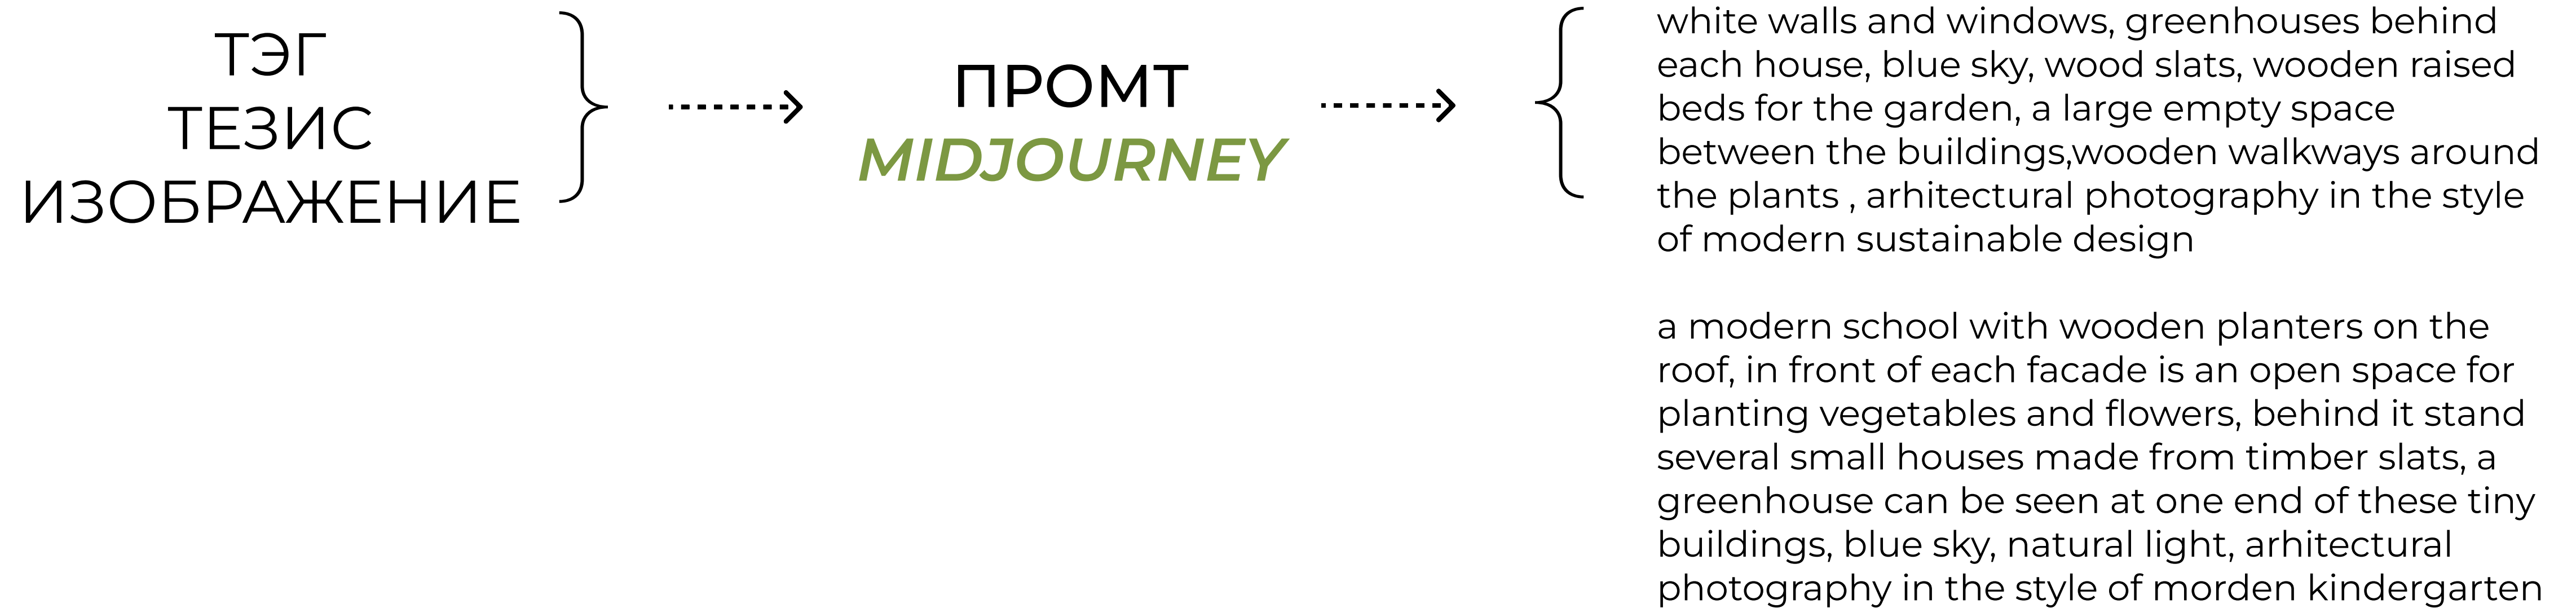 ТЭГ
ТЕЗИС
ИЗОБРАЖЕНИЕ
ПРОМТ
MIDJOURNEY
white walls and windows, greenhouses behind
each house, blue sky, wood slats, wooden raised
beds for the garden, a large empty space
between the buildings,wooden walkways around
the plants , arhitectural photography in the style
of modern sustainable design
a modern school with wooden planters on the
roof, in front of each facade is an open space for
planting vegetables and flowers, behind it stand
several small houses made from timber slats, a
greenhouse can be seen at one end of these tiny
buildings, blue sky, natural light, arhitectural
photography in the style of morden kindergarten